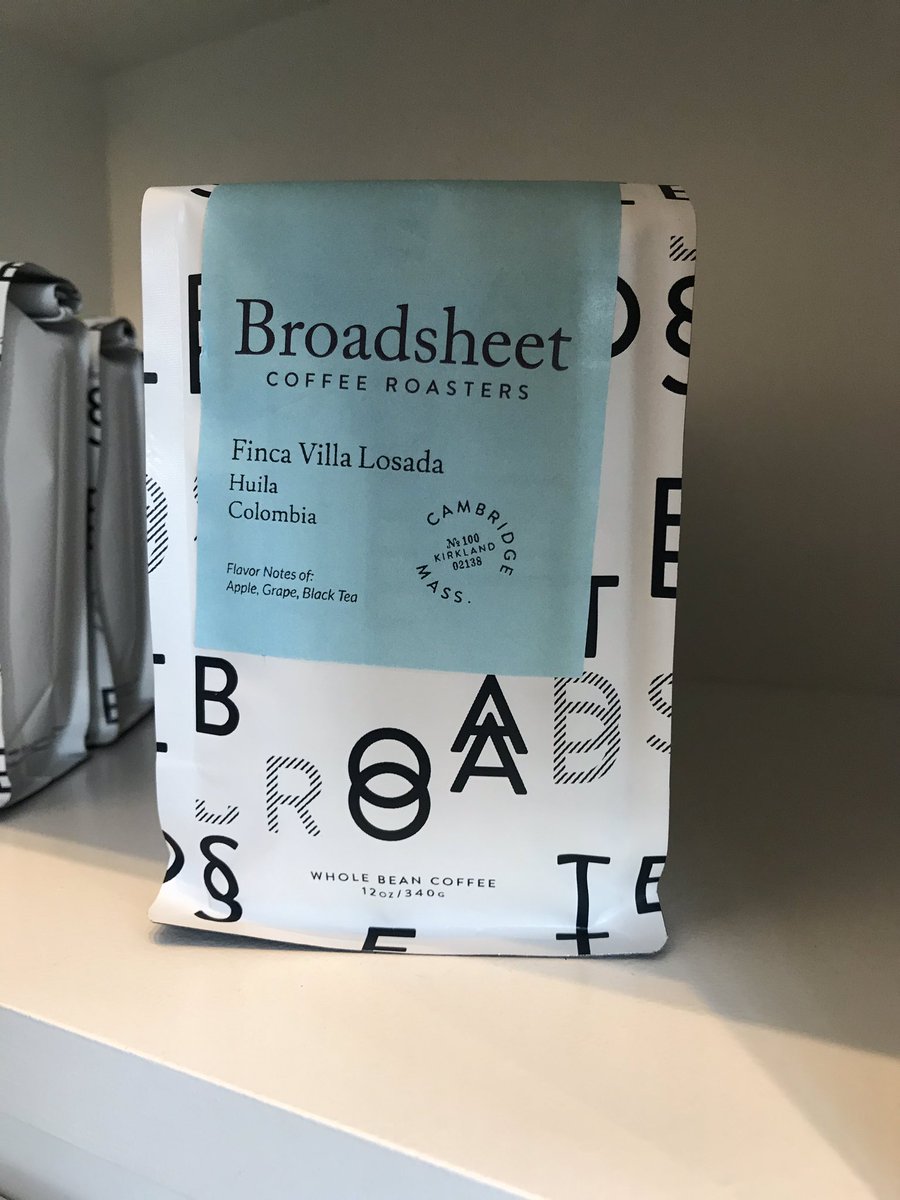 Broadsheet
COFFEE ROASTERS
Finca Villa Losada
Huila
Colombia
Flavor Notes of:
Apple, Grape, Black Tea
CAMBRIDGE
№ 100
KIRKLAND
02138
MASS.
B R O A D S
WHOLE BEAN COFFEE
12OZ/340G
T E